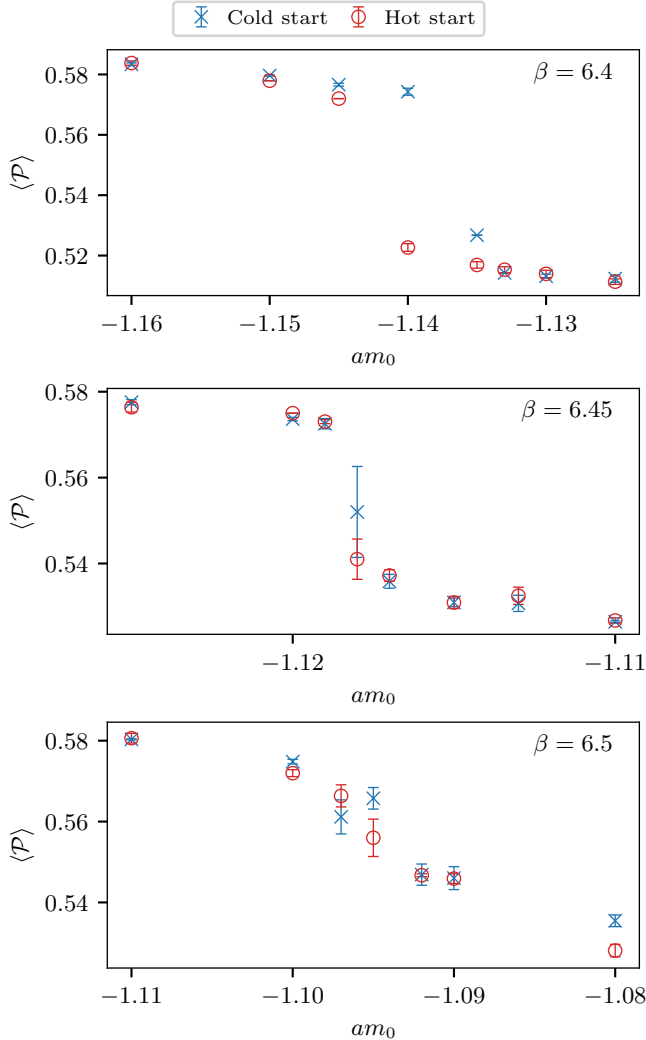 Cold start Hot start
β = 6.4
0.58
0.56
0.54
0.52
⟨𝒫⟩
−1.16 −1.15 −1.14 −1.13
am₀
β = 6.45
0.58
0.56
0.54
⟨𝒫⟩
−1.12 −1.11
am₀
β = 6.5
0.58
0.56
0.54
⟨𝒫⟩
−1.11 −1.10 −1.09 −1.08
am₀